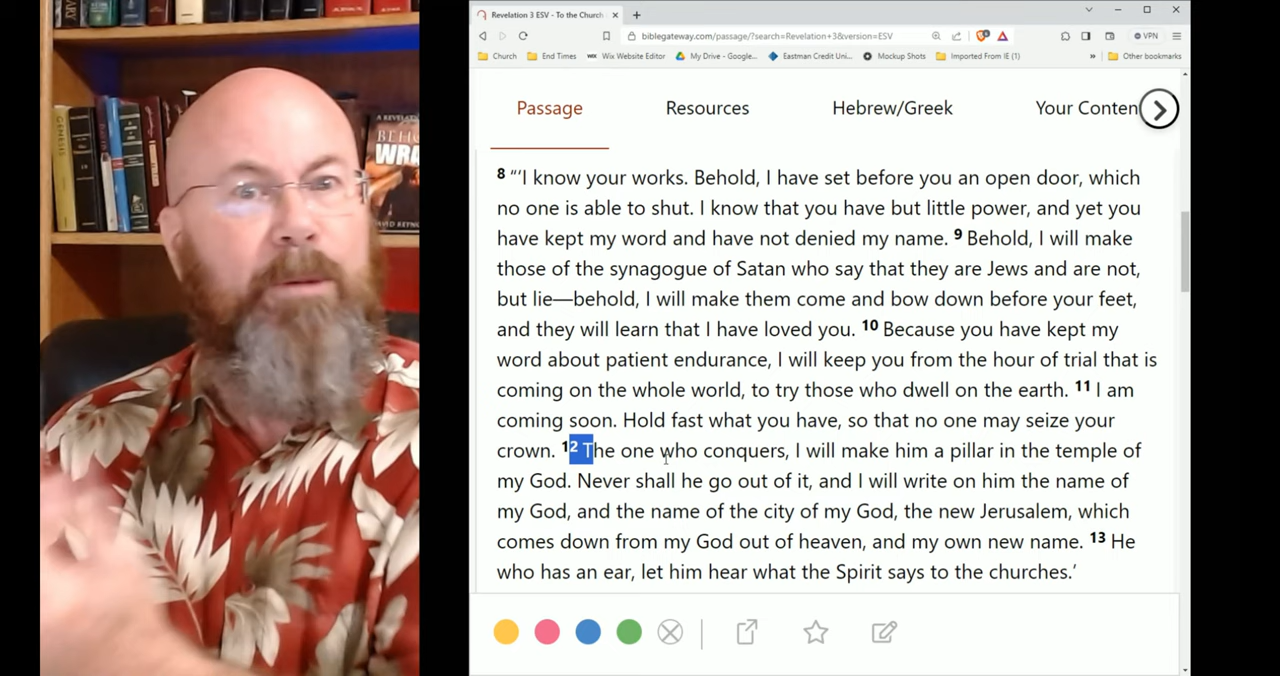 GENESIS
A REVELATION
BEHO
WRA
DAVID REYNO
Revelation 3 ESV - To the Church
biblegateway.com/passage/?search=Revelation+3&version=ESV
VPN
Church
End Times
WIX Wix Website Editor
My Drive - Google...
Eastman Credit Uni...
Mockup Shots
Imported From IE (1)
»
Other bookmarks
Passage
Resources
Hebrew/Greek
Your Conten
8 “‘I know your works. Behold, I have set before you an open door, which
no one is able to shut. I know that you have but little power, and yet you
have kept my word and have not denied my name. 9 Behold, I will make
those of the synagogue of Satan who say that they are Jews and are not,
but lie—behold, I will make them come and bow down before your feet,
and they will learn that I have loved you. 10 Because you have kept my
word about patient endurance, I will keep you from the hour of trial that is
coming on the whole world, to try those who dwell on the earth. 11 I am
coming soon. Hold fast what you have, so that no one may seize your
crown. 12 The one who conquers, I will make him a pillar in the temple of
my God. Never shall he go out of it, and I will write on him the name of
my God, and the name of the city of my God, the new Jerusalem, which
comes down from my God out of heaven, and my own new name. 13 He
who has an ear, let him hear what the Spirit says to the churches.’